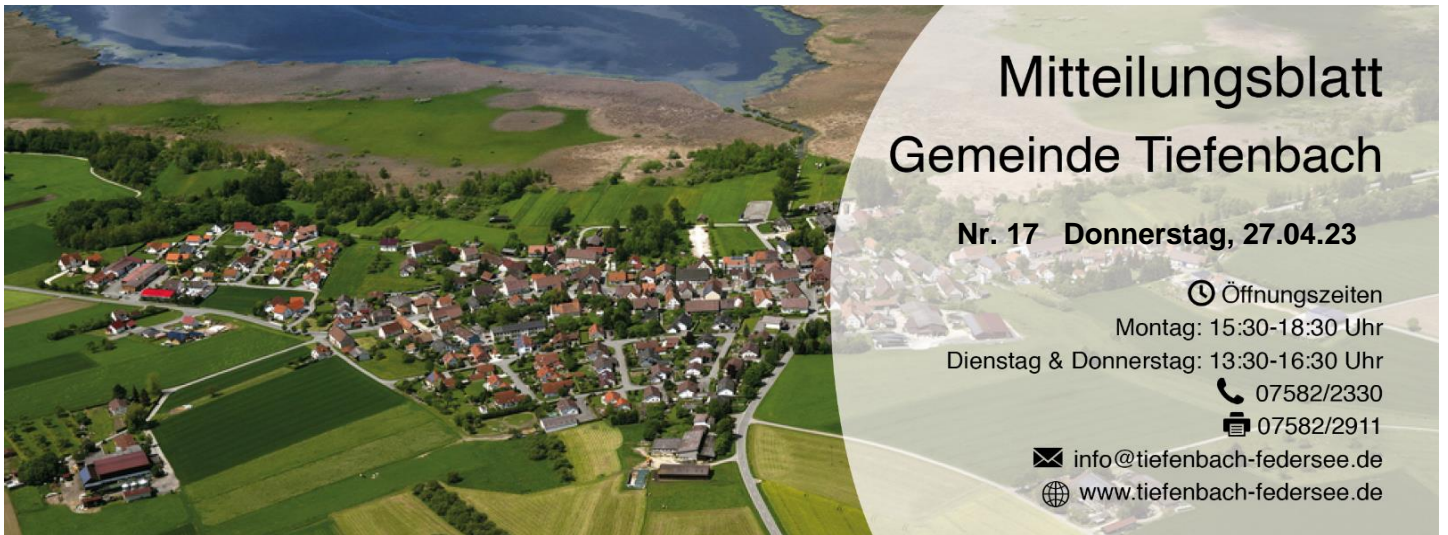 Mitteilungsblatt
Gemeinde Tiefenbach
Nr. 17 Donnerstag, 27.04.23
Öffnungszeiten
Montag: 15:30-18:30 Uhr
Dienstag & Donnerstag: 13:30-16:30 Uhr
07582/2330
07582/2911
info@tiefenbach-federsee.de
www.tiefenbach-federsee.de